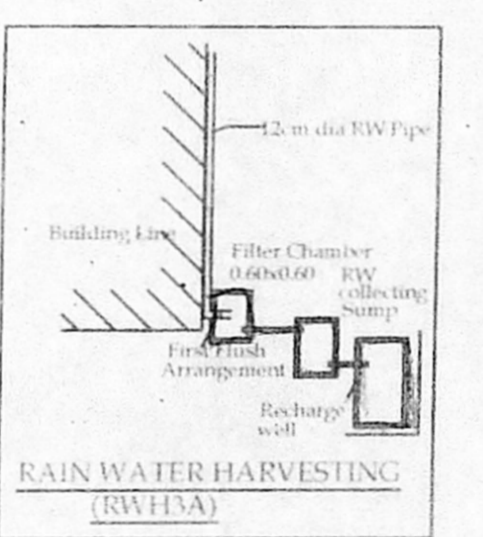 12cm dia RW Pipe
Building Line
Filter Chamber
0.60x0.60
RW
collecting
Sump
First Flush
Arrangement
Recharge
well
RAIN WATER HARVESTING
(RWH3A)